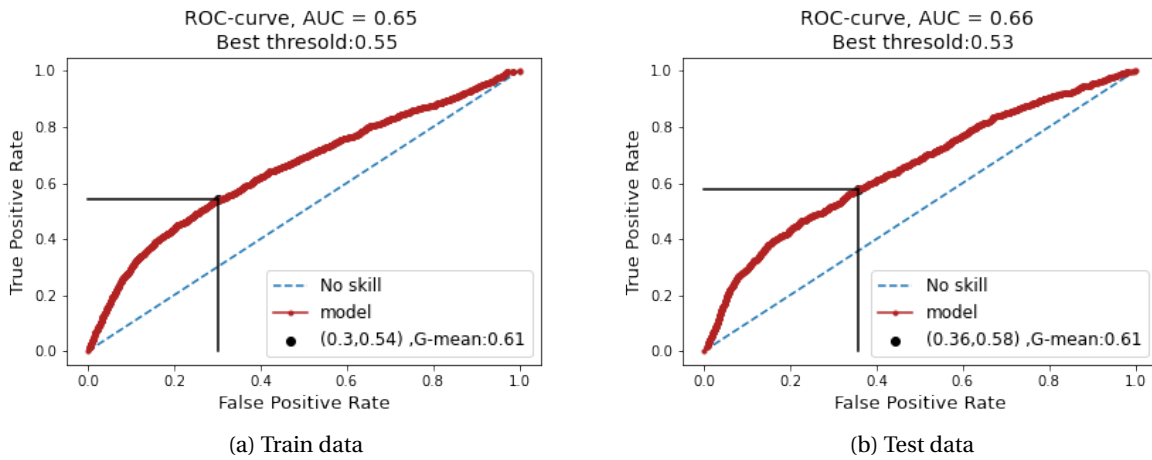 ROC-curve, AUC = 0.65
Best thresold:0.55
True Positive Rate
1.0
0.8
0.6
0.4
0.2
0.0
No skill
model
(0.3,0.54) ,G-mean:0.61
0.0 0.2 0.4 0.6 0.8 1.0
False Positive Rate
(a) Train data
ROC-curve, AUC = 0.66
Best thresold:0.53
True Positive Rate
1.0
0.8
0.6
0.4
0.2
0.0
No skill
model
(0.36,0.58) ,G-mean:0.61
0.0 0.2 0.4 0.6 0.8 1.0
False Positive Rate
(b) Test data